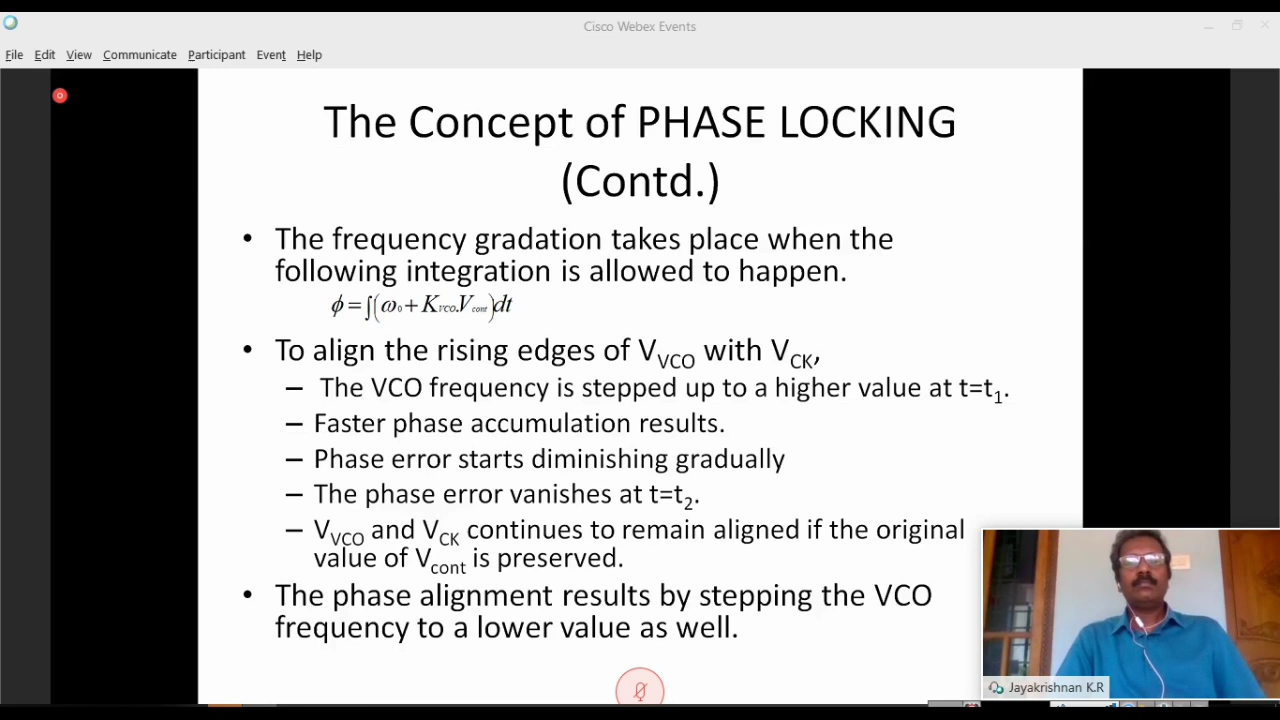 Cisco Webex Events
File Edit View Communicate Participant Event Help
The Concept of PHASE LOCKING
(Contd.)
• The frequency gradation takes place when the
following integration is allowed to happen.
ϕ = ∫(ω₀ + K_VCO.V_cont)dt
• To align the rising edges of V_VCO with V_CK,
– The VCO frequency is stepped up to a higher value at t=t₁.
– Faster phase accumulation results.
– Phase error starts diminishing gradually
– The phase error vanishes at t=t₂.
– V_VCO and V_CK continues to remain aligned if the original
value of V_cont is preserved.
• The phase alignment results by stepping the VCO
frequency to a lower value as well.
Jayakrishnan K.R